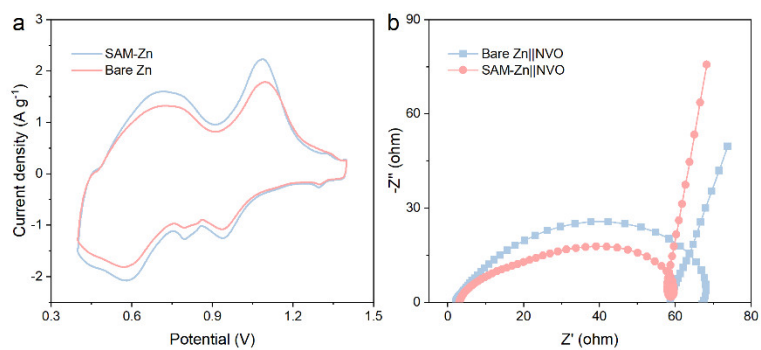 a
SAM-Zn
Bare Zn
Current density (A g⁻¹)
3
2
1
0
-1
-2
0.3
0.6
0.9
1.2
1.5
Potential (V)
b
Bare Zn||NVO
SAM-Zn||NVO
-Z" (ohm)
90
60
30
0
0
20
40
60
80
Z' (ohm)